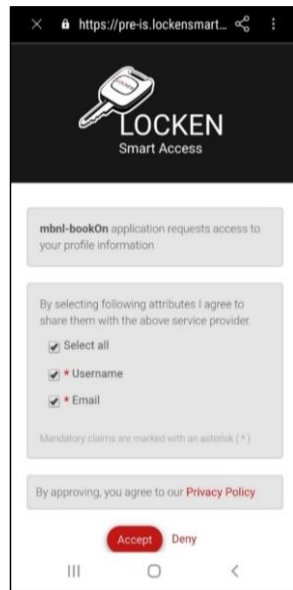 https://pre-is.lockensmart...
LOCKEN
Smart Access
mbnl-bookOn application requests access to
your profile information
By selecting following attributes I agree to
share them with the above service provider.
Select all
* Username
* Email
Mandatory claims are marked with an asterisk ( * )
By approving, you agree to our Privacy Policy
Accept Deny